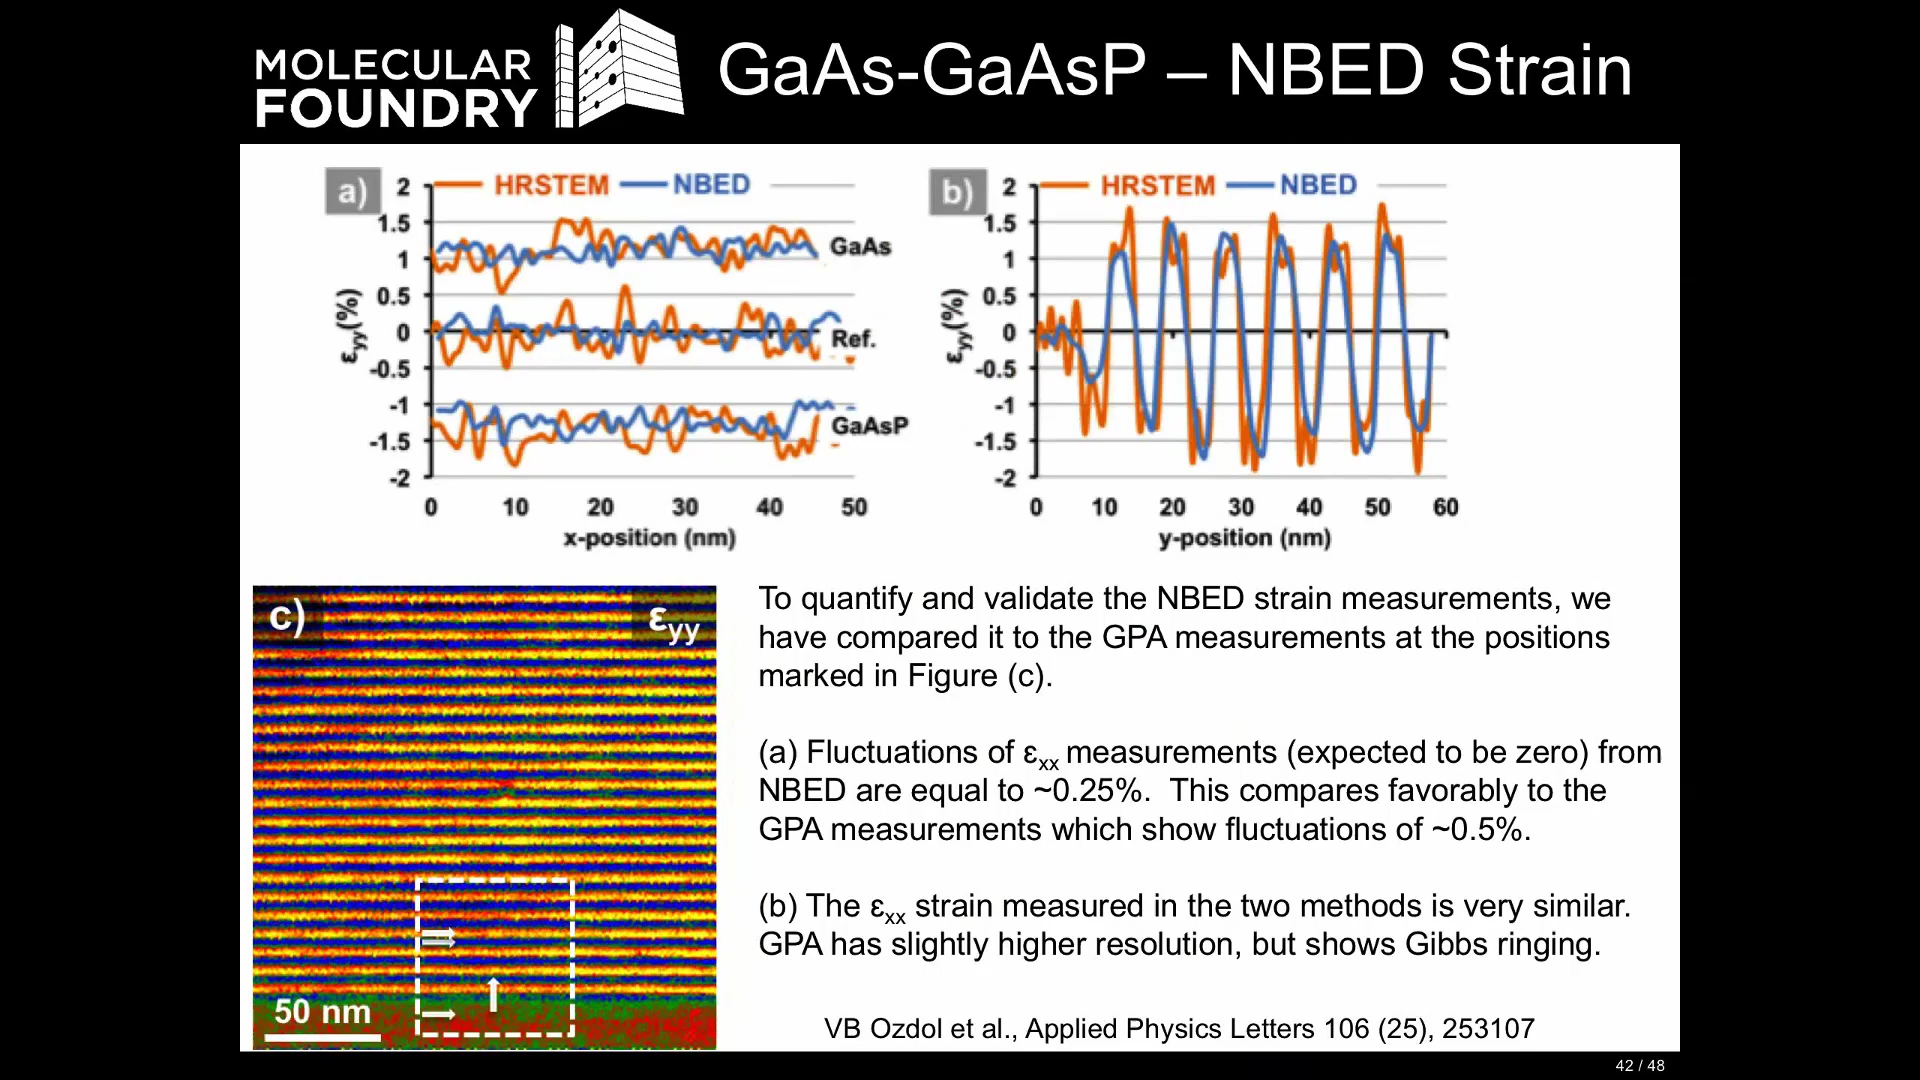 MOLECULAR
FOUNDRY
GaAs-GaAsP – NBED Strain
a)
HRSTEM NBED
2
1.5
1
0.5
0
-0.5
-1
-1.5
-2
εyy(%)
GaAs
Ref.
GaAsP
0 10 20 30 40 50
x-position (nm)
b)
HRSTEM NBED
2
1.5
1
0.5
0
-0.5
-1
-1.5
-2
εyy(%)
0 10 20 30 40 50 60
y-position (nm)
c)
εyy
50 nm
To quantify and validate the NBED strain measurements, we
have compared it to the GPA measurements at the positions
marked in Figure (c).
(a) Fluctuations of εxx measurements (expected to be zero) from
NBED are equal to ~0.25%. This compares favorably to the
GPA measurements which show fluctuations of ~0.5%.
(b) The εxx strain measured in the two methods is very similar.
GPA has slightly higher resolution, but shows Gibbs ringing.
VB Ozdol et al., Applied Physics Letters 106 (25), 253107
42 / 48